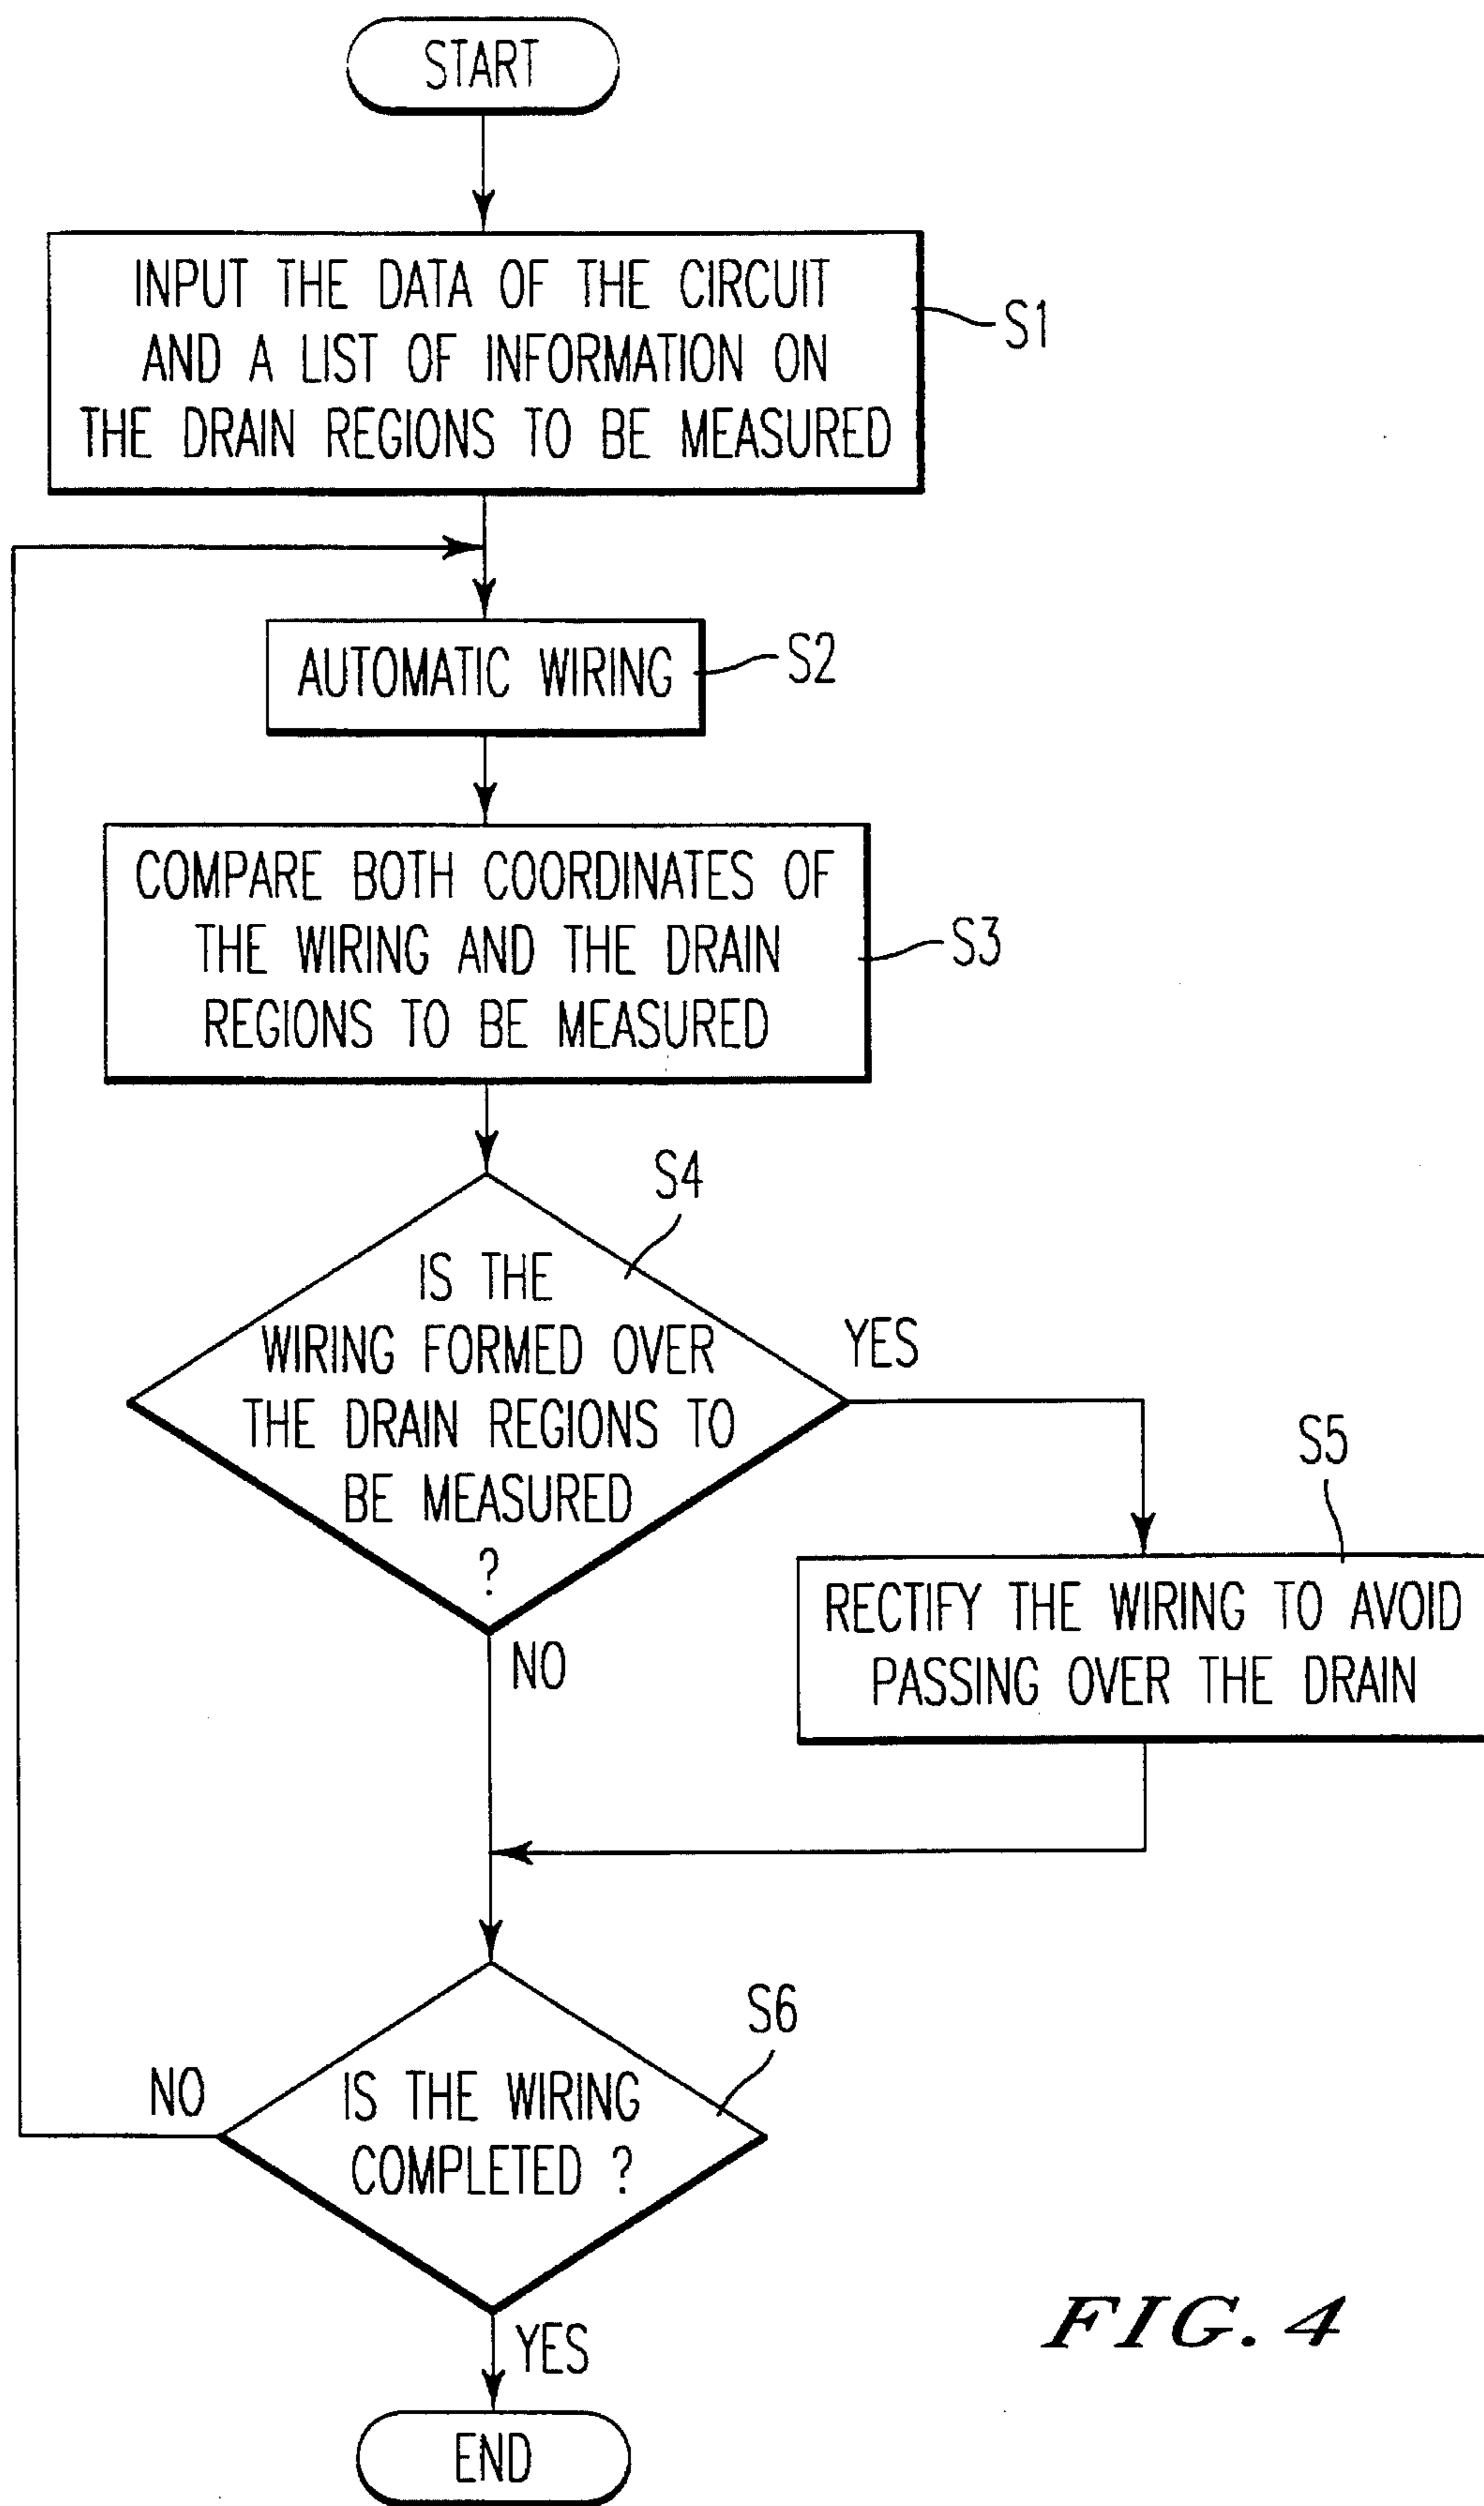 START
INPUT THE DATA OF THE CIRCUIT
AND A LIST OF INFORMATION ON
THE DRAIN REGIONS TO BE MEASURED
S1
AUTOMATIC WIRING
S2
COMPARE BOTH COORDINATES OF
THE WIRING AND THE DRAIN
REGIONS TO BE MEASURED
S3
S4
IS THE
WIRING FORMED OVER
THE DRAIN REGIONS TO
BE MEASURED
?
YES
NO
S5
RECTIFY THE WIRING TO AVOID
PASSING OVER THE DRAIN
S6
IS THE WIRING
COMPLETED ?
NO
YES
END
FIG. 4